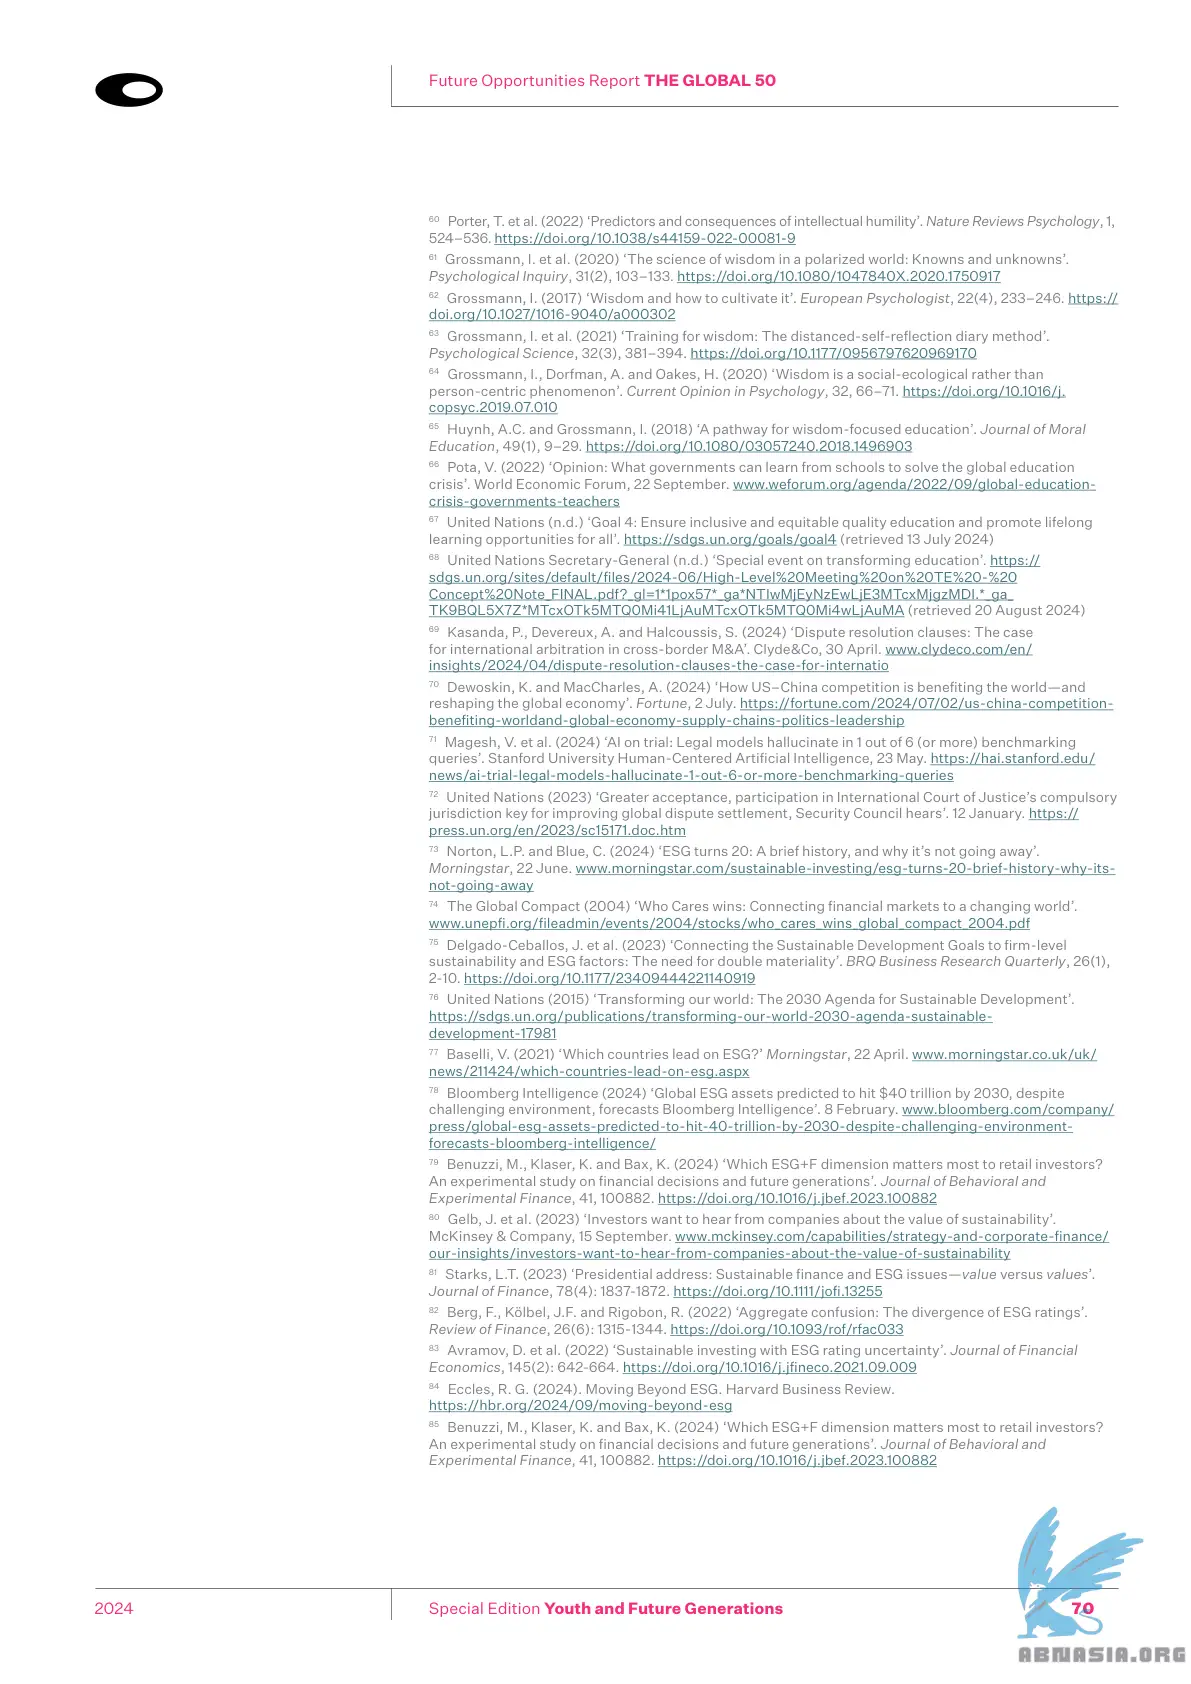 Future Opportunities Report THE GLOBAL 50
60 Porter, T. et al. (2022) ‘Predictors and consequences of intellectual humility’. Nature Reviews Psychology, 1,
524–536. https://doi.org/10.1038/s44159-022-00081-9
61 Grossmann, I. et al. (2020) ‘The science of wisdom in a polarized world: Knowns and unknowns’.
Psychological Inquiry, 31(2), 103–133. https://doi.org/10.1080/1047840X.2020.1750917
62 Grossmann, I. (2017) ‘Wisdom and how to cultivate it’. European Psychologist, 22(4), 233–246. https://
doi.org/10.1027/1016-9040/a000302
63 Grossmann, I. et al. (2021) ‘Training for wisdom: The distanced-self-reflection diary method’.
Psychological Science, 32(3), 381–394. https://doi.org/10.1177/0956797620969170
64 Grossmann, I., Dorfman, A. and Oakes, H. (2020) ‘Wisdom is a social-ecological rather than
person-centric phenomenon’. Current Opinion in Psychology, 32, 66–71. https://doi.org/10.1016/j.
copsyc.2019.07.010
65 Huynh, A.C. and Grossmann, I. (2018) ‘A pathway for wisdom-focused education’. Journal of Moral
Education, 49(1), 9–29. https://doi.org/10.1080/03057240.2018.1496903
66 Pota, V. (2022) ‘Opinion: What governments can learn from schools to solve the global education
crisis’. World Economic Forum, 22 September. www.weforum.org/agenda/2022/09/global-education-
crisis-governments-teachers
67 United Nations (n.d.) ‘Goal 4: Ensure inclusive and equitable quality education and promote lifelong
learning opportunities for all’. https://sdgs.un.org/goals/goal4 (retrieved 13 July 2024)
68 United Nations Secretary-General (n.d.) ‘Special event on transforming education’. https://
sdgs.un.org/sites/default/files/2024-06/High-Level%20Meeting%20on%20TE%20-%20
Concept%20Note_FINAL.pdf?_gl=1*1pox57*_ga*NTIwMjEyNzEwLjE3MTcxMjgzMDI.*_ga_
TK9BQL5X7Z*MTcxOTk5MTQ0Mi41LjAuMTcxOTk5MTQ0Mi4wLjAuMA (retrieved 20 August 2024)
69 Kasanda, P., Devereux, A. and Halcoussis, S. (2024) ‘Dispute resolution clauses: The case
for international arbitration in cross-border M&A’. Clyde&Co, 30 April. www.clydeco.com/en/
insights/2024/04/dispute-resolution-clauses-the-case-for-internatio
70 Dewoskin, K. and MacCharles, A. (2024) ‘How US–China competition is benefiting the world—and
reshaping the global economy’. Fortune, 2 July. https://fortune.com/2024/07/02/us-china-competition-
benefiting-worldand-global-economy-supply-chains-politics-leadership
71 Magesh, V. et al. (2024) ‘AI on trial: Legal models hallucinate in 1 out of 6 (or more) benchmarking
queries’. Stanford University Human-Centered Artificial Intelligence, 23 May. https://hai.stanford.edu/
news/ai-trial-legal-models-hallucinate-1-out-6-or-more-benchmarking-queries
72 United Nations (2023) ‘Greater acceptance, participation in International Court of Justice’s compulsory
jurisdiction key for improving global dispute settlement, Security Council hears’. 12 January. https://
press.un.org/en/2023/sc15171.doc.htm
73 Norton, L.P. and Blue, C. (2024) ‘ESG turns 20: A brief history, and why it’s not going away’.
Morningstar, 22 June. www.morningstar.com/sustainable-investing/esg-turns-20-brief-history-why-its-
not-going-away
74 The Global Compact (2004) ‘Who Cares wins: Connecting financial markets to a changing world’.
www.unepfi.org/fileadmin/events/2004/stocks/who_cares_wins_global_compact_2004.pdf
75 Delgado-Ceballos, J. et al. (2023) ‘Connecting the Sustainable Development Goals to firm-level
sustainability and ESG factors: The need for double materiality’. BRQ Business Research Quarterly, 26(1),
2-10. https://doi.org/10.1177/23409444221140919
76 United Nations (2015) ‘Transforming our world: The 2030 Agenda for Sustainable Development’.
https://sdgs.un.org/publications/transforming-our-world-2030-agenda-sustainable-
development-17981
77 Baselli, V. (2021) ‘Which countries lead on ESG?’ Morningstar, 22 April. www.morningstar.co.uk/uk/
news/211424/which-countries-lead-on-esg.aspx
78 Bloomberg Intelligence (2024) ‘Global ESG assets predicted to hit $40 trillion by 2030, despite
challenging environment, forecasts Bloomberg Intelligence’. 8 February. www.bloomberg.com/company/
press/global-esg-assets-predicted-to-hit-40-trillion-by-2030-despite-challenging-environment-
forecasts-bloomberg-intelligence/
79 Benuzzi, M., Klaser, K. and Bax, K. (2024) ‘Which ESG+F dimension matters most to retail investors?
An experimental study on financial decisions and future generations’. Journal of Behavioral and
Experimental Finance, 41, 100882. https://doi.org/10.1016/j.jbef.2023.100882
80 Gelb, J. et al. (2023) ‘Investors want to hear from companies about the value of sustainability’.
McKinsey & Company, 15 September. www.mckinsey.com/capabilities/strategy-and-corporate-finance/
our-insights/investors-want-to-hear-from-companies-about-the-value-of-sustainability
81 Starks, L.T. (2023) ‘Presidential address: Sustainable finance and ESG issues—value versus values’.
Journal of Finance, 78(4): 1837-1872. https://doi.org/10.1111/jofi.13255
82 Berg, F., Kölbel, J.F. and Rigobon, R. (2022) ‘Aggregate confusion: The divergence of ESG ratings’.
Review of Finance, 26(6): 1315-1344. https://doi.org/10.1093/rof/rfac033
83 Avramov, D. et al. (2022) ‘Sustainable investing with ESG rating uncertainty’. Journal of Financial
Economics, 145(2): 642-664. https://doi.org/10.1016/j.jfineco.2021.09.009
84 Eccles, R. G. (2024). Moving Beyond ESG. Harvard Business Review.
https://hbr.org/2024/09/moving-beyond-esg
85 Benuzzi, M., Klaser, K. and Bax, K. (2024) ‘Which ESG+F dimension matters most to retail investors?
An experimental study on financial decisions and future generations’. Journal of Behavioral and
Experimental Finance, 41, 100882. https://doi.org/10.1016/j.jbef.2023.100882
2024
Special Edition Youth and Future Generations
70
ABNASIA.ORG